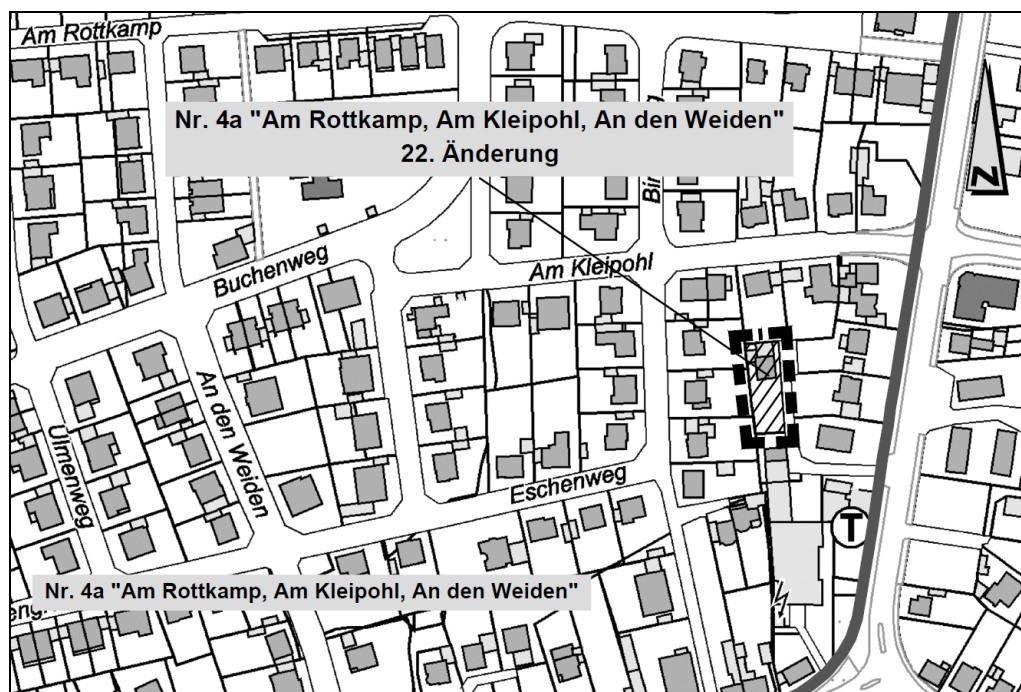 Am Rottkamp
Nr. 4a "Am Rottkamp, Am Kleipohl, An den Weiden"
22. Änderung
N
Buchenweg
Am Kleipohl
An den Weiden
Ulmenweg
Eschenweg
T
Nr. 4a "Am Rottkamp, Am Kleipohl, An den Weiden"